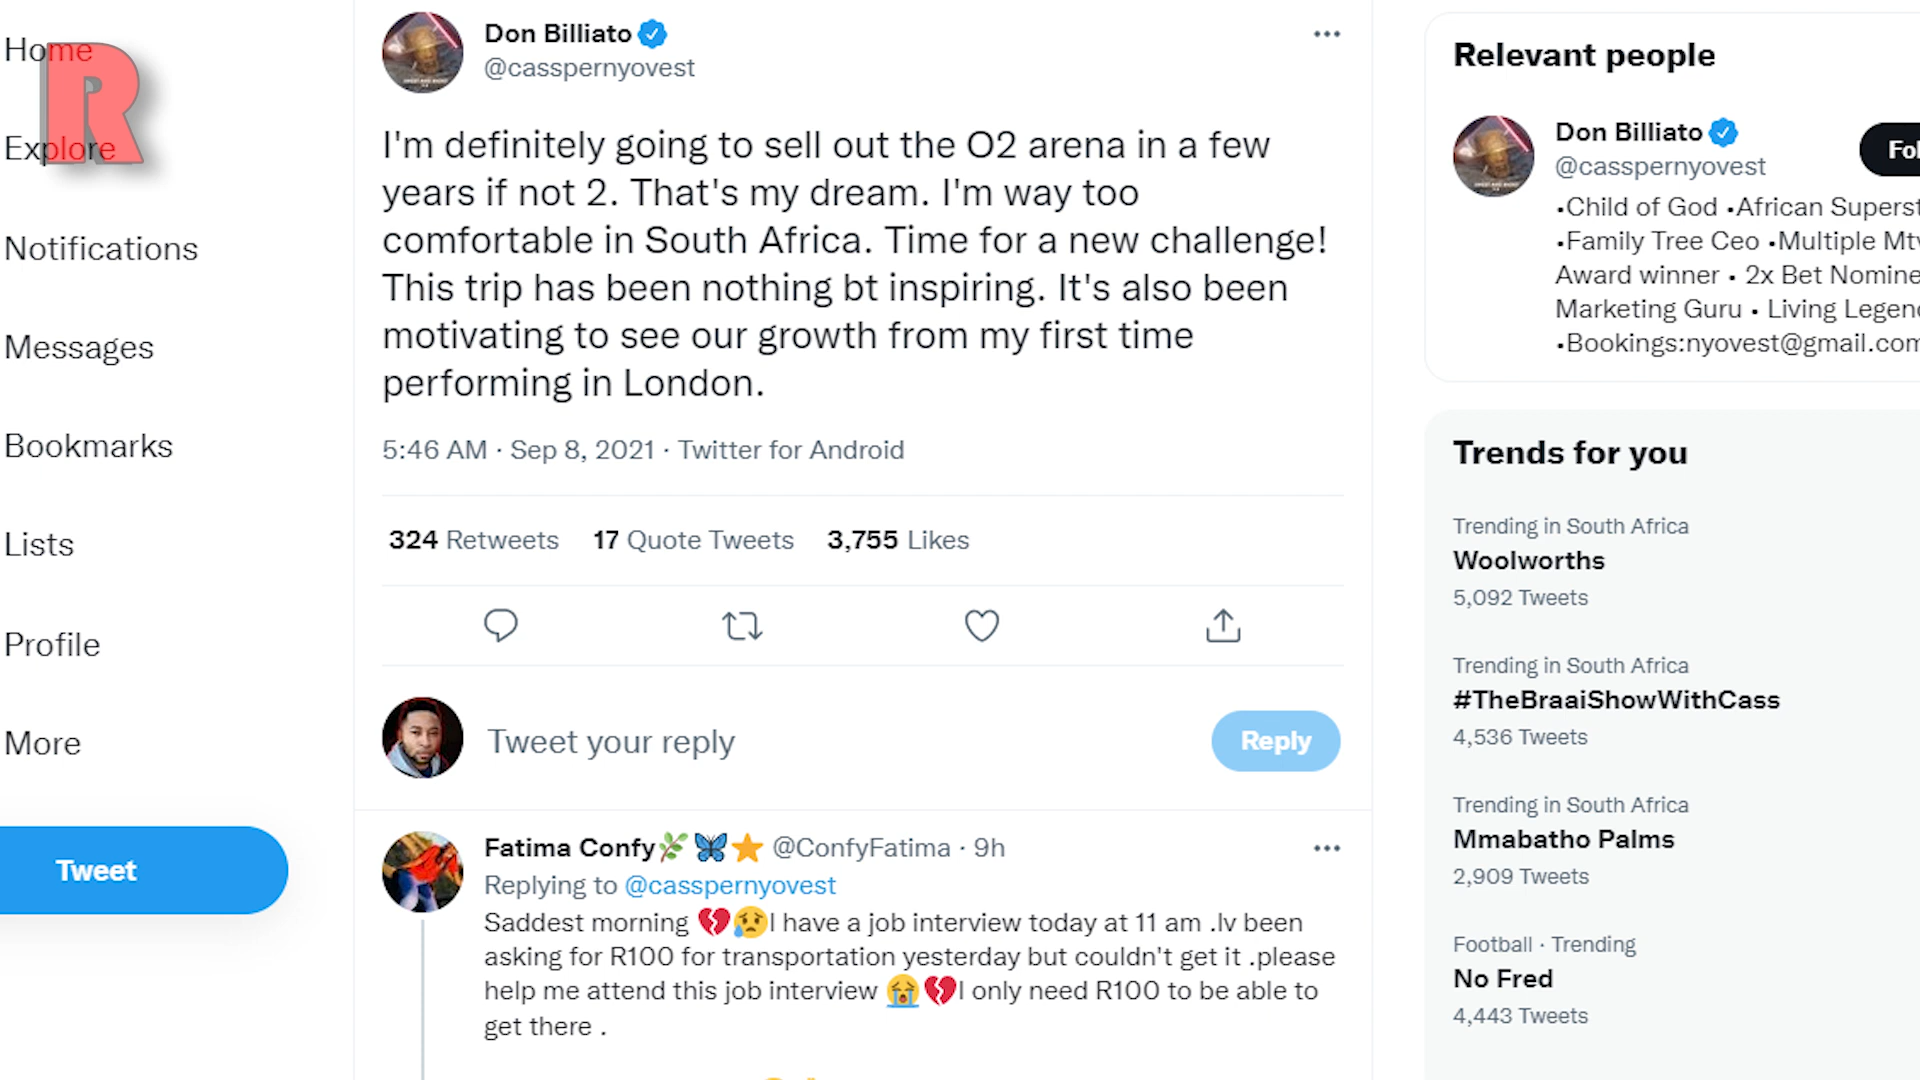 Home
R
Explore
Notifications
Messages
Bookmarks
Lists
Profile
More
Tweet
Don Billiato
@casspernyovest
I'm definitely going to sell out the O2 arena in a few
years if not 2. That's my dream. I'm way too
comfortable in South Africa. Time for a new challenge!
This trip has been nothing bt inspiring. It's also been
motivating to see our growth from my first time
performing in London.
5:46 AM · Sep 8, 2021 · Twitter for Android
324 Retweets 17 Quote Tweets 3,755 Likes
Tweet your reply
Reply
Fatima Confy🌿🦋⭐ @ConfyFatima · 9h
Replying to @casspernyovest
Saddest morning 💔😥I have a job interview today at 11 am .Iv been
asking for R100 for transportation yesterday but couldn't get it .please
help me attend this job interview 😭💔I only need R100 to be able to
get there .
Relevant people
Don Billiato
@casspernyovest
Fol
•Child of God •African Superst
•Family Tree Ceo •Multiple Mtv
Award winner • 2x Bet Nomine
Marketing Guru • Living Legen
•Bookings:nyovest@gmail.com
Trends for you
Trending in South Africa
Woolworths
5,092 Tweets
Trending in South Africa
#TheBraaiShowWithCass
4,536 Tweets
Trending in South Africa
Mmabatho Palms
2,909 Tweets
Football · Trending
No Fred
4,443 Tweets